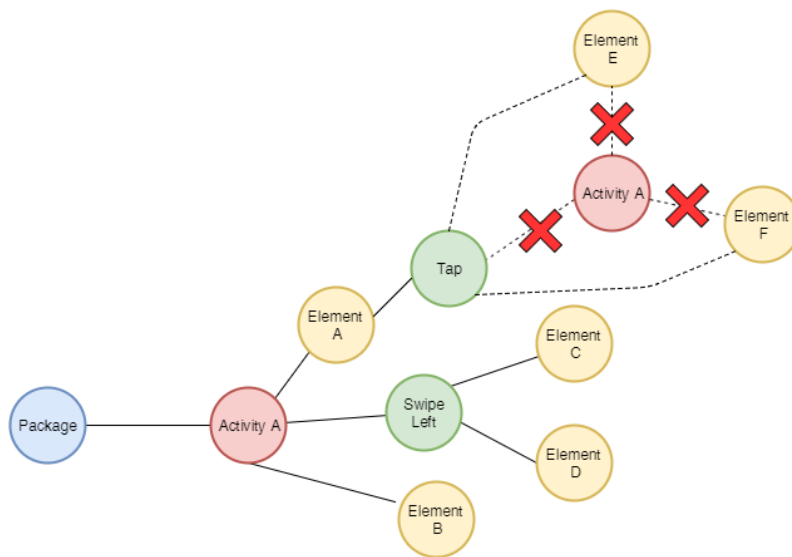 Element
E
Activity A
Element
F
Tap
Element
A
Element
C
Swipe
Left
Package
Activity A
Element
D
Element
B